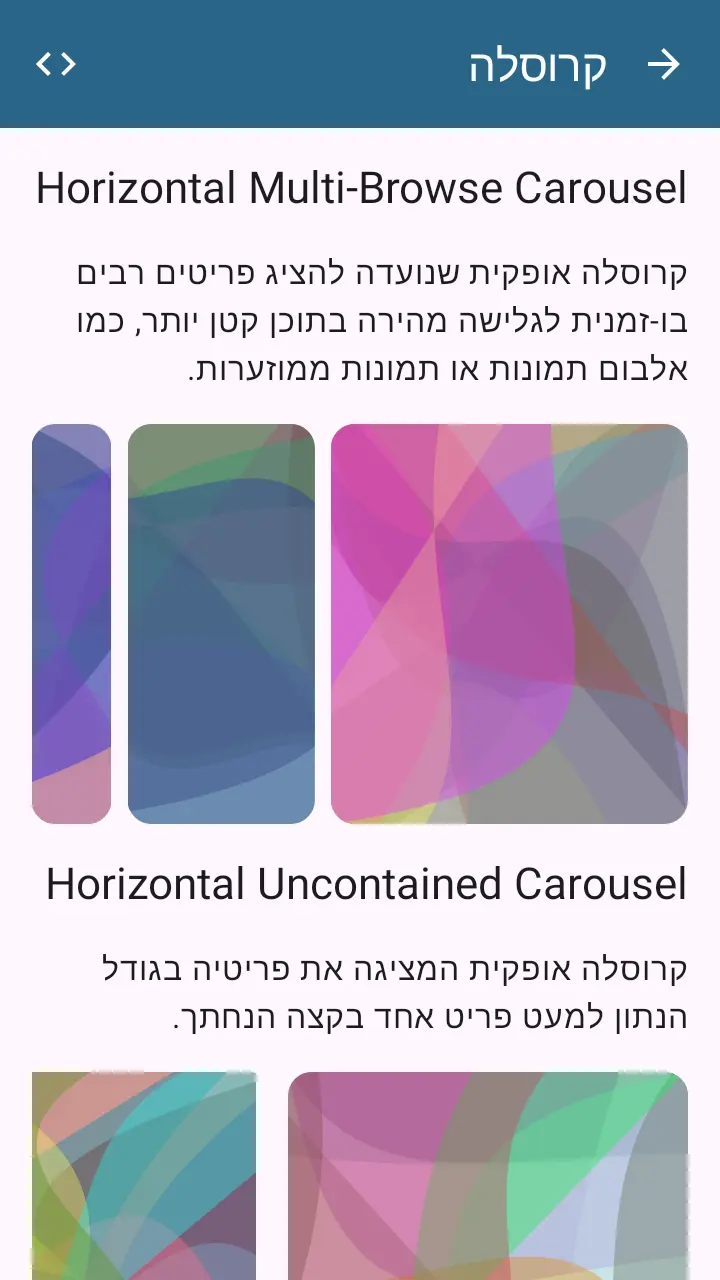 קרוסלה
Horizontal Multi-Browse Carousel
קרוסלה אופקית שנועדה להציג פריטים רבים
בו-זמנית לגלישה מהירה בתוכן קטן יותר, כמו
אלבום תמונות או תמונות ממוזערות.
Horizontal Uncontained Carousel
קרוסלה אופקית המציגה את פריטיה בגודל
הנתון למעט פריט אחד בקצה הנחתך.